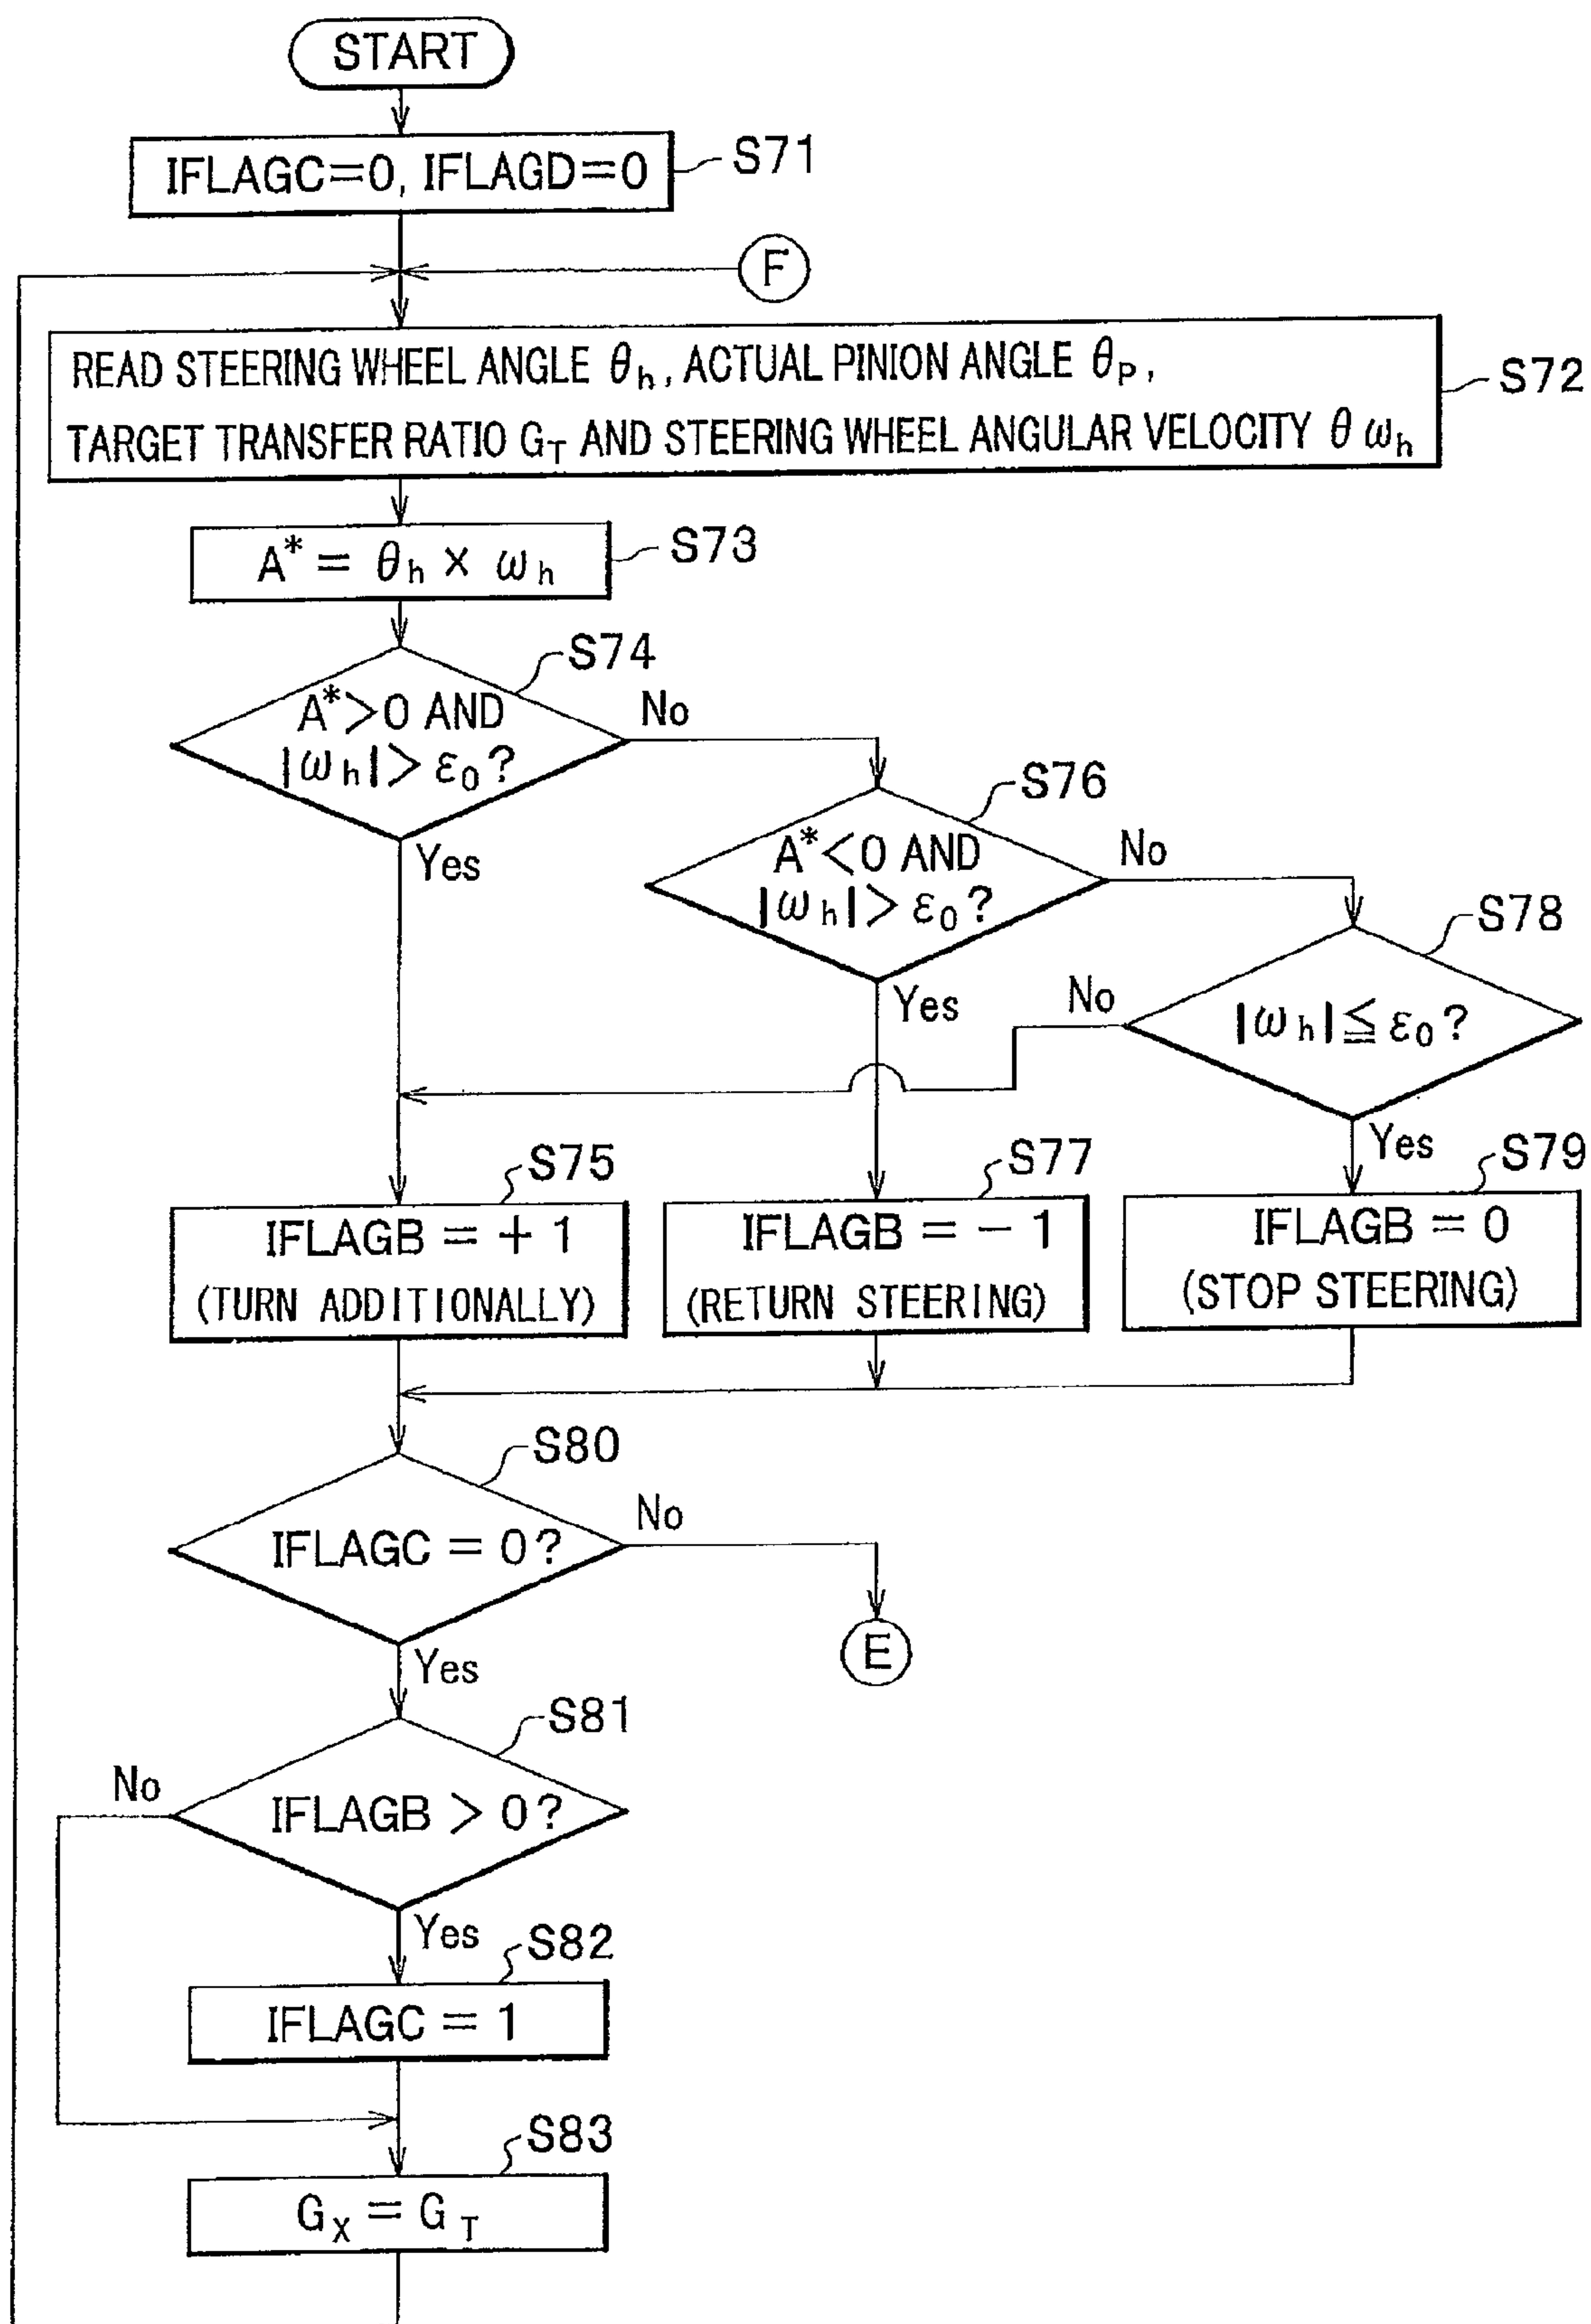 START
IFLAGC=0, IFLAGD=0
S71
F
READ STEERING WHEEL ANGLE θh, ACTUAL PINION ANGLE θP,
TARGET TRANSFER RATIO GT AND STEERING WHEEL ANGULAR VELOCITY θ ωh
S72
A* = θh × ωh
S73
S74
A*>0 AND
|ωh|> ε0?
No
Yes
S76
A*<0 AND
|ωh|> ε0?
No
Yes
S78
|ωh|≦ ε0?
No
Yes
S75
IFLAGB = + 1
(TURN ADDITIONALLY)
S77
IFLAGB = − 1
(RETURN STEERING)
S79
IFLAGB = 0
(STOP STEERING)
S80
IFLAGC = 0?
No
E
Yes
S81
IFLAGB > 0?
No
Yes
S82
IFLAGC = 1
S83
GX = GT